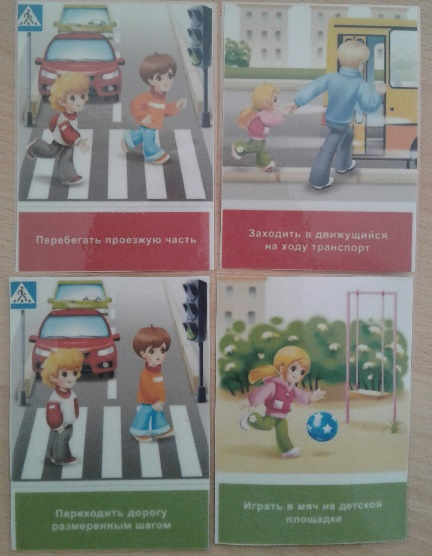 Перебегать проезжую часть
Заходить в движущийся
на ходу транспорт
Переходить дорогу
размеренным шагом
Играть в мяч на детской
площадке